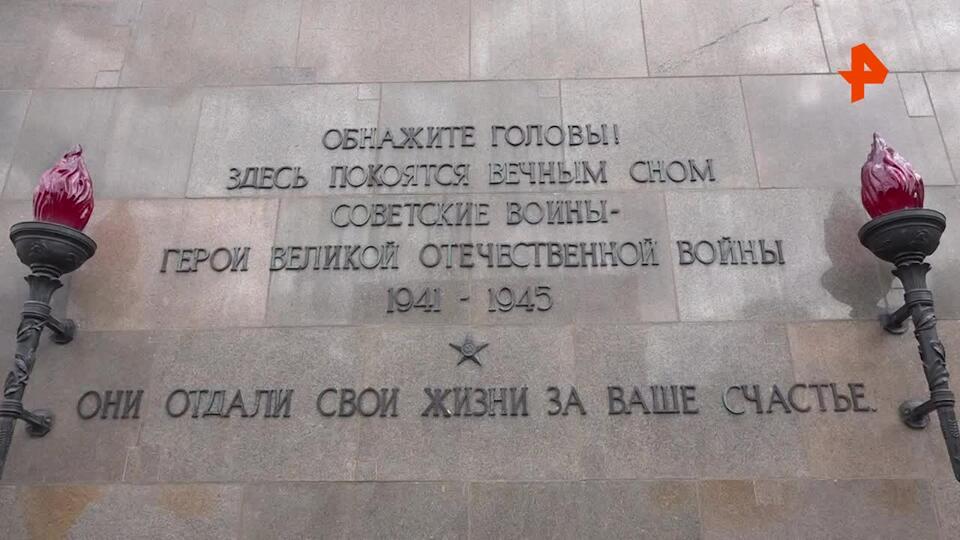 ОБНАЖИТЕ ГОЛОВЫ!
ЗДЕСЬ ПОКОЯТСЯ ВЕЧНЫМ СНОМ
СОВЕТСКИЕ ВОИНЫ-
ГЕРОИ ВЕЛИКОЙ ОТЕЧЕСТВЕННОЙ ВОЙНЫ
1941 - 1945
ОНИ ОТДАЛИ СВОИ ЖИЗНИ ЗА ВАШЕ СЧАСТЬЕ.